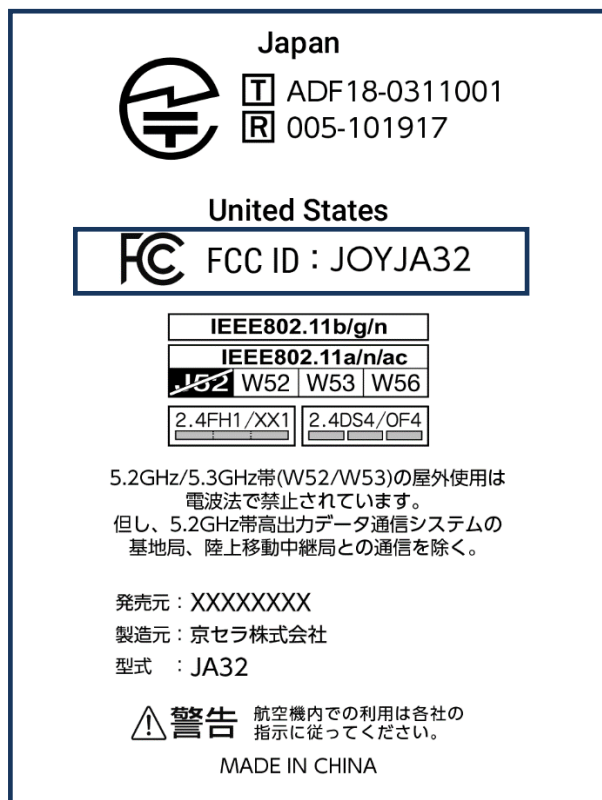 Japan
T ADF18-0311001
R 005-101917
United States
FC FCC ID : JOYJA32
IEEE802.11b/g/n
IEEE802.11a/n/ac
J52 W52 W53 W56
2.4FH1/XX1 2.4DS4/OF4
5.2GHz/5.3GHz帯(W52/W53)の屋外使用は
電波法で禁止されています。
但し、5.2GHz帯高出力データ通信システムの
基地局、陸上移動中継局との通信を除く。
発売元：XXXXXXXX
製造元：京セラ株式会社
型式　：JA32
警告 航空機内での利用は各社の
指示に従ってください。
MADE IN CHINA